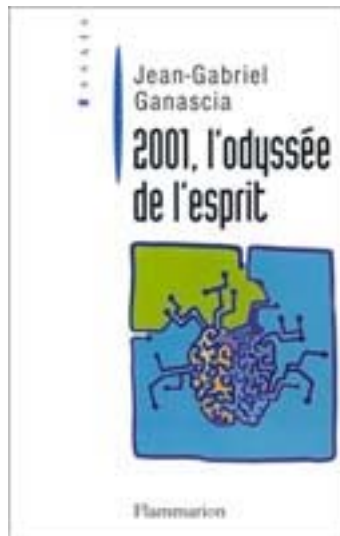 Jean-Gabriel
Ganascia
2001, l'odyssée
de l'esprit
Flammarion